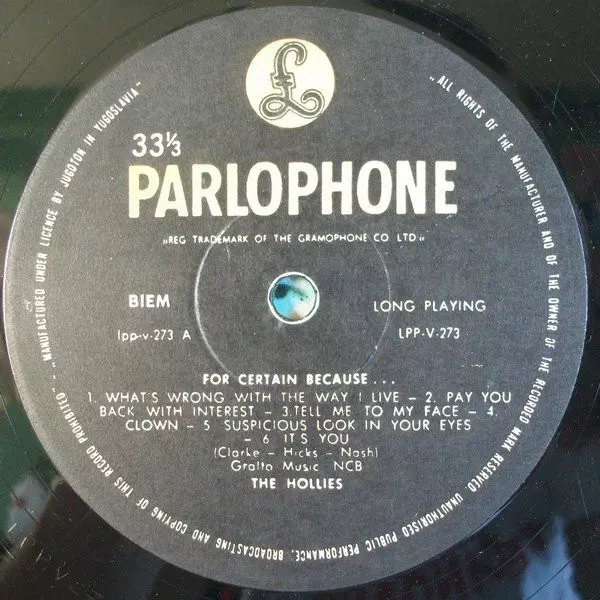 £
33⅓
PARLOPHONE
„REG TRADEMARK OF THE GRAMOPHONE CO LTD“
BIEM
LONG PLAYING
lpp-v-273 A
LPP-V-273
FOR CERTAIN BECAUSE...
1. WHAT'S WRONG WITH THE WAY I LIVE – 2. PAY YOU
BACK WITH INTEREST – 3.TELL ME TO MY FACE – 4.
CLOWN – 5 SUSPICIOUS LOOK IN YOUR EYES
– 6 IT'S YOU
(Clarke – Hicks – Nash)
Gralto Music NCB
THE HOLLIES
„MANUFACTURED UNDER LICENCE BY JUGOTON IN YUGOSLAVIA“
„ALL RIGHTS OF THE MANUFACTURER AND OF THE OWNER OF THE RECORDED MARK RESERVED UNAUTHORISED PUBLIC PERFORMANCE, BROADCASTING AND COPYING OF THIS RECORD PROHIBITED“